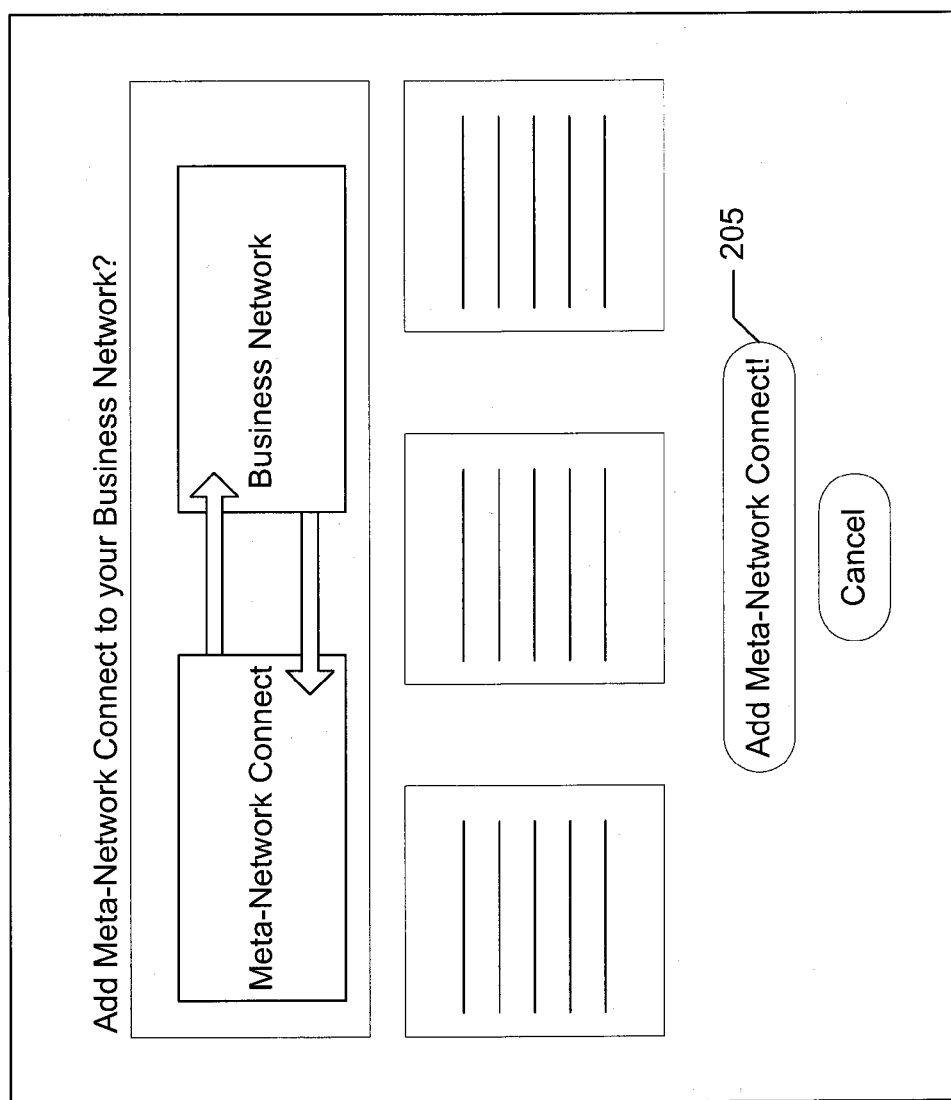 Add Meta-Network Connect to your Business Network?
Meta-Network Connect
Business Network
Add Meta-Network Connect!
205
Cancel